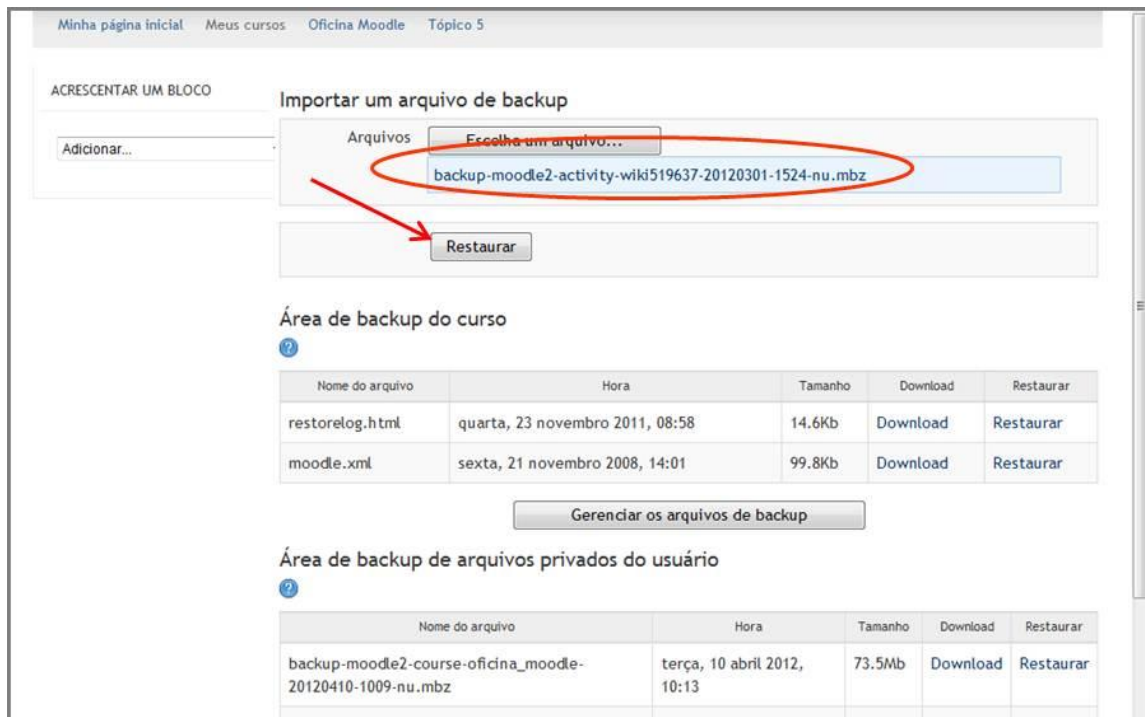 Minha página inicial Meus cursos Oficina Moodle Tópico 5
ACRESCENTAR UM BLOCO
Adicionar...
Importar um arquivo de backup
Arquivos Escolha um arquivo...
backup-moodle2-activity-wiki519637-20120301-1524-nu.mbz
Restaurar
Área de backup do curso
?
Nome do arquivo Hora Tamanho Download Restaurar
restorelog.html quarta, 23 novembro 2011, 08:58 14.6Kb Download Restaurar
moodle.xml sexta, 21 novembro 2008, 14:01 99.8Kb Download Restaurar
Gerenciar os arquivos de backup
Área de backup de arquivos privados do usuário
?
Nome do arquivo Hora Tamanho Download Restaurar
backup-moodle2-course-oficina_moodle- terça, 10 abril 2012, 73.5Mb Download Restaurar
20120410-1009-nu.mbz 10:13